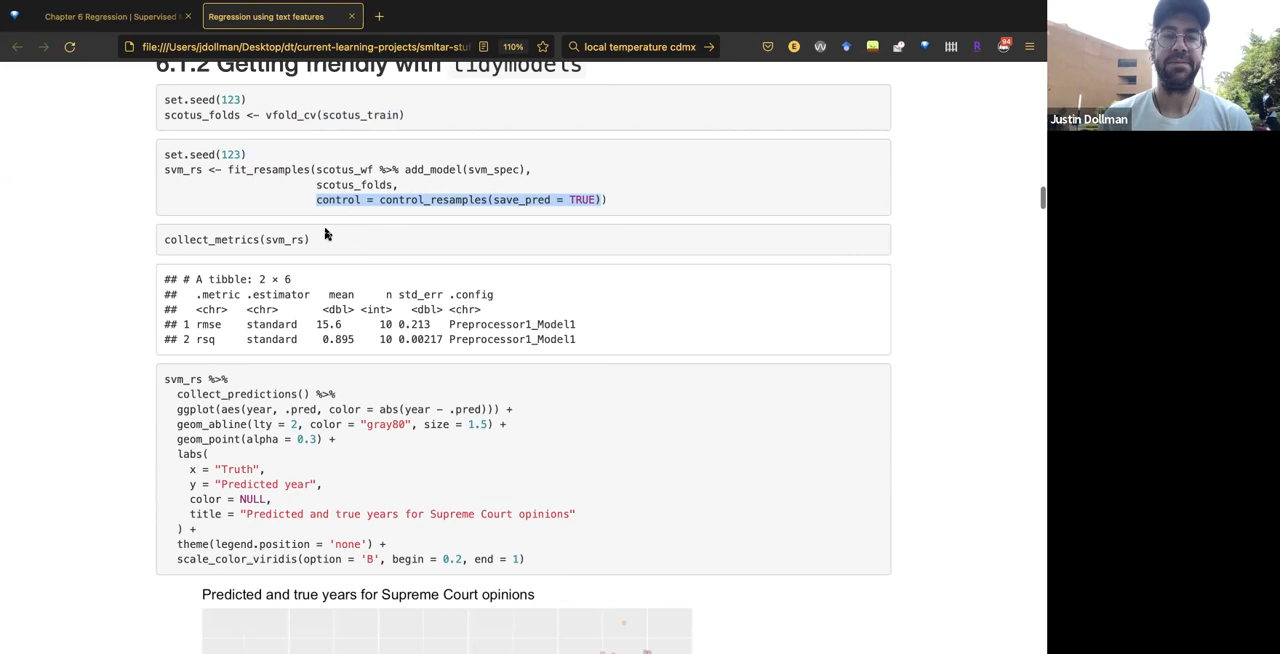 Chapter 6 Regression | Supervised
Regression using text features
file:///Users/jdollman/Desktop/dt/current-learning-projects/smltar-stu
110%
local temperature cdmx
94
6.1.2 Getting friendly with tidymodels
set.seed(123)
scotus_folds <- vfold_cv(scotus_train)
set.seed(123)
svm_rs <- fit_resamples(scotus_wf %>% add_model(svm_spec),
scotus_folds,
control = control_resamples(save_pred = TRUE))
collect_metrics(svm_rs)
## # A tibble: 2 × 6
##   .metric .estimator   mean     n std_err .config
##   <chr>   <chr>       <dbl> <int>   <dbl> <chr>
## 1 rmse    standard   15.6      10 0.213   Preprocessor1_Model1
## 2 rsq     standard    0.895    10 0.00217 Preprocessor1_Model1
svm_rs %>%
collect_predictions() %>%
ggplot(aes(year, .pred, color = abs(year - .pred))) +
geom_abline(lty = 2, color = "gray80", size = 1.5) +
geom_point(alpha = 0.3) +
labs(
x = "Truth",
y = "Predicted year",
color = NULL,
title = "Predicted and true years for Supreme Court opinions"
) +
theme(legend.position = 'none') +
scale_color_viridis(option = 'B', begin = 0.2, end = 1)
Predicted and true years for Supreme Court opinions
Justin Dollman